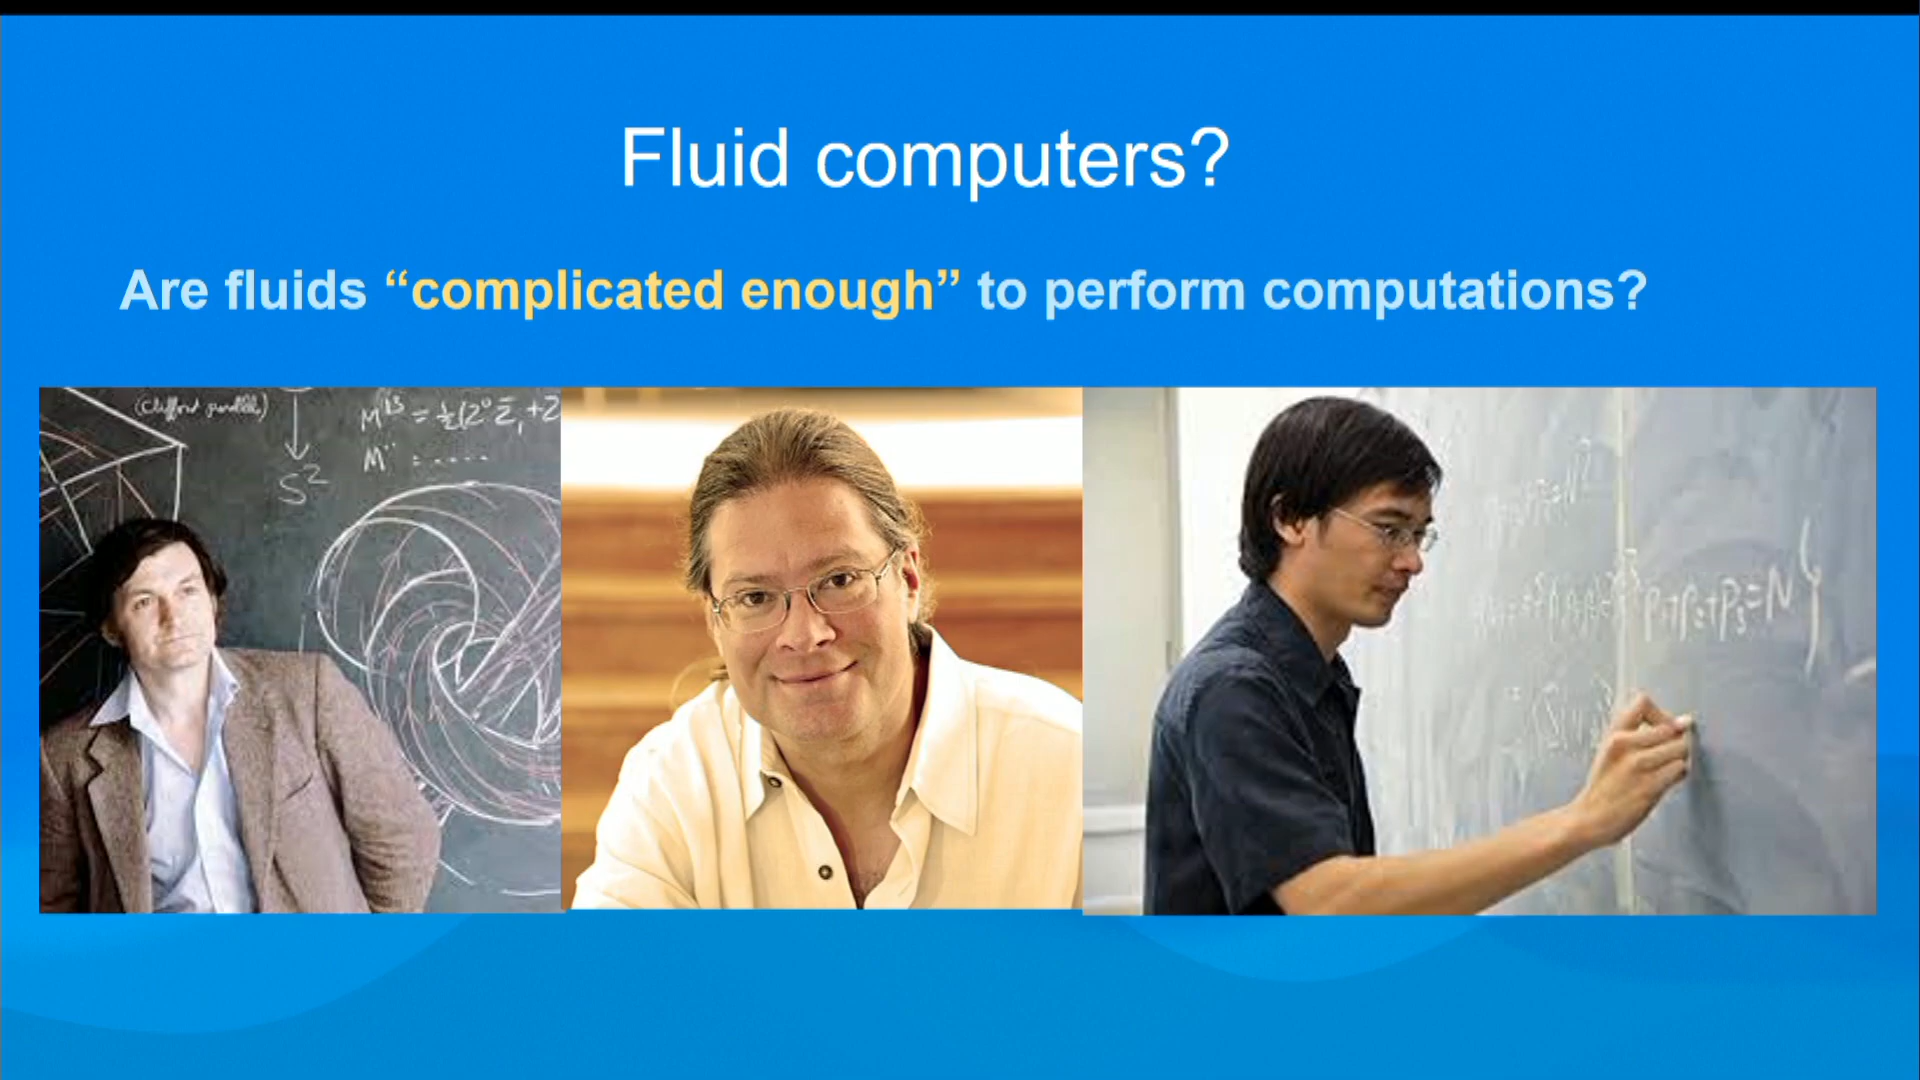 Fluid computers?
Are fluids “complicated enough” to perform computations?
(Clifford parallels)
S²